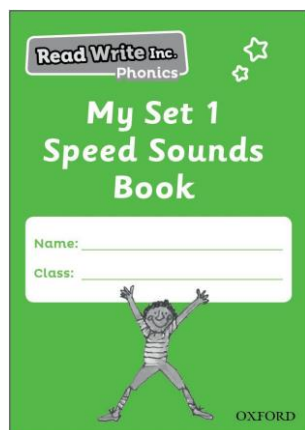 Read Write Inc.
Phonics
My Set 1
Speed Sounds
Book
Name:
Class:
OXFORD